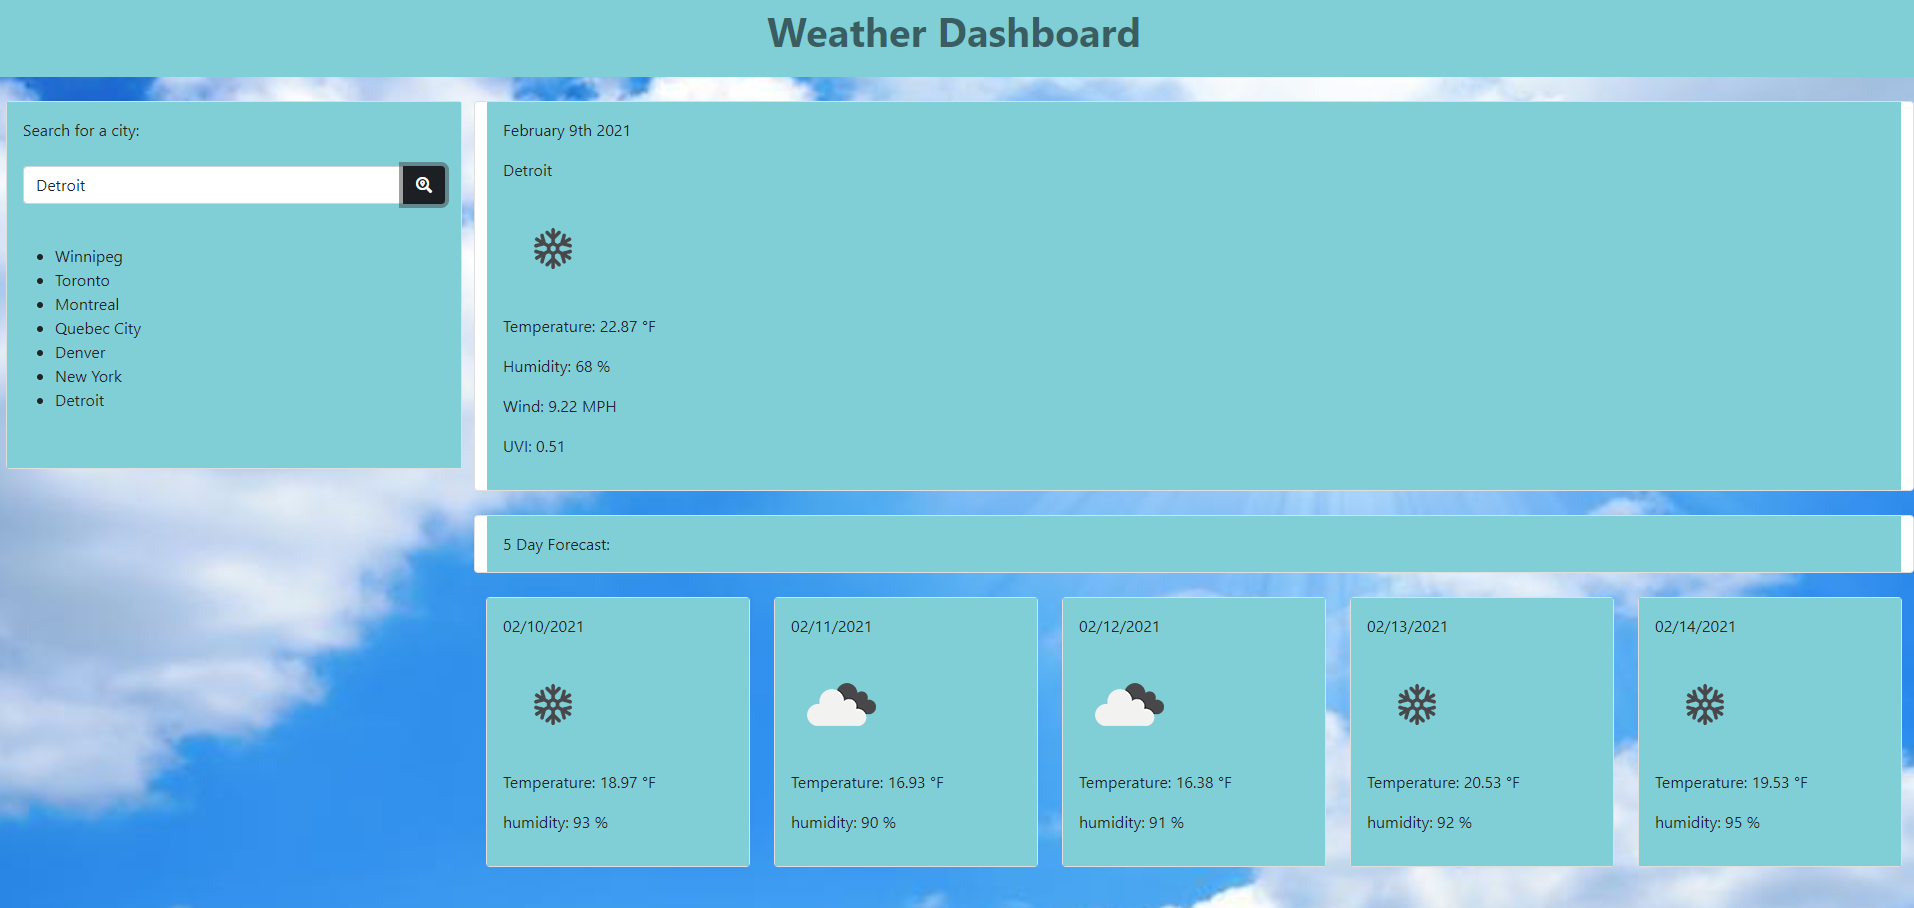 Weather Dashboard
Search for a city:
Detroit
Winnipeg
Toronto
Montreal
Quebec City
Denver
New York
Detroit
February 9th 2021
Detroit
Temperature: 22.87 °F
Humidity: 68 %
Wind: 9.22 MPH
UVI: 0.51
5 Day Forecast:
02/10/2021
Temperature: 18.97 °F
humidity: 93 %
02/11/2021
Temperature: 16.93 °F
humidity: 90 %
02/12/2021
Temperature: 16.38 °F
humidity: 91 %
02/13/2021
Temperature: 20.53 °F
humidity: 92 %
02/14/2021
Temperature: 19.53 °F
humidity: 95 %